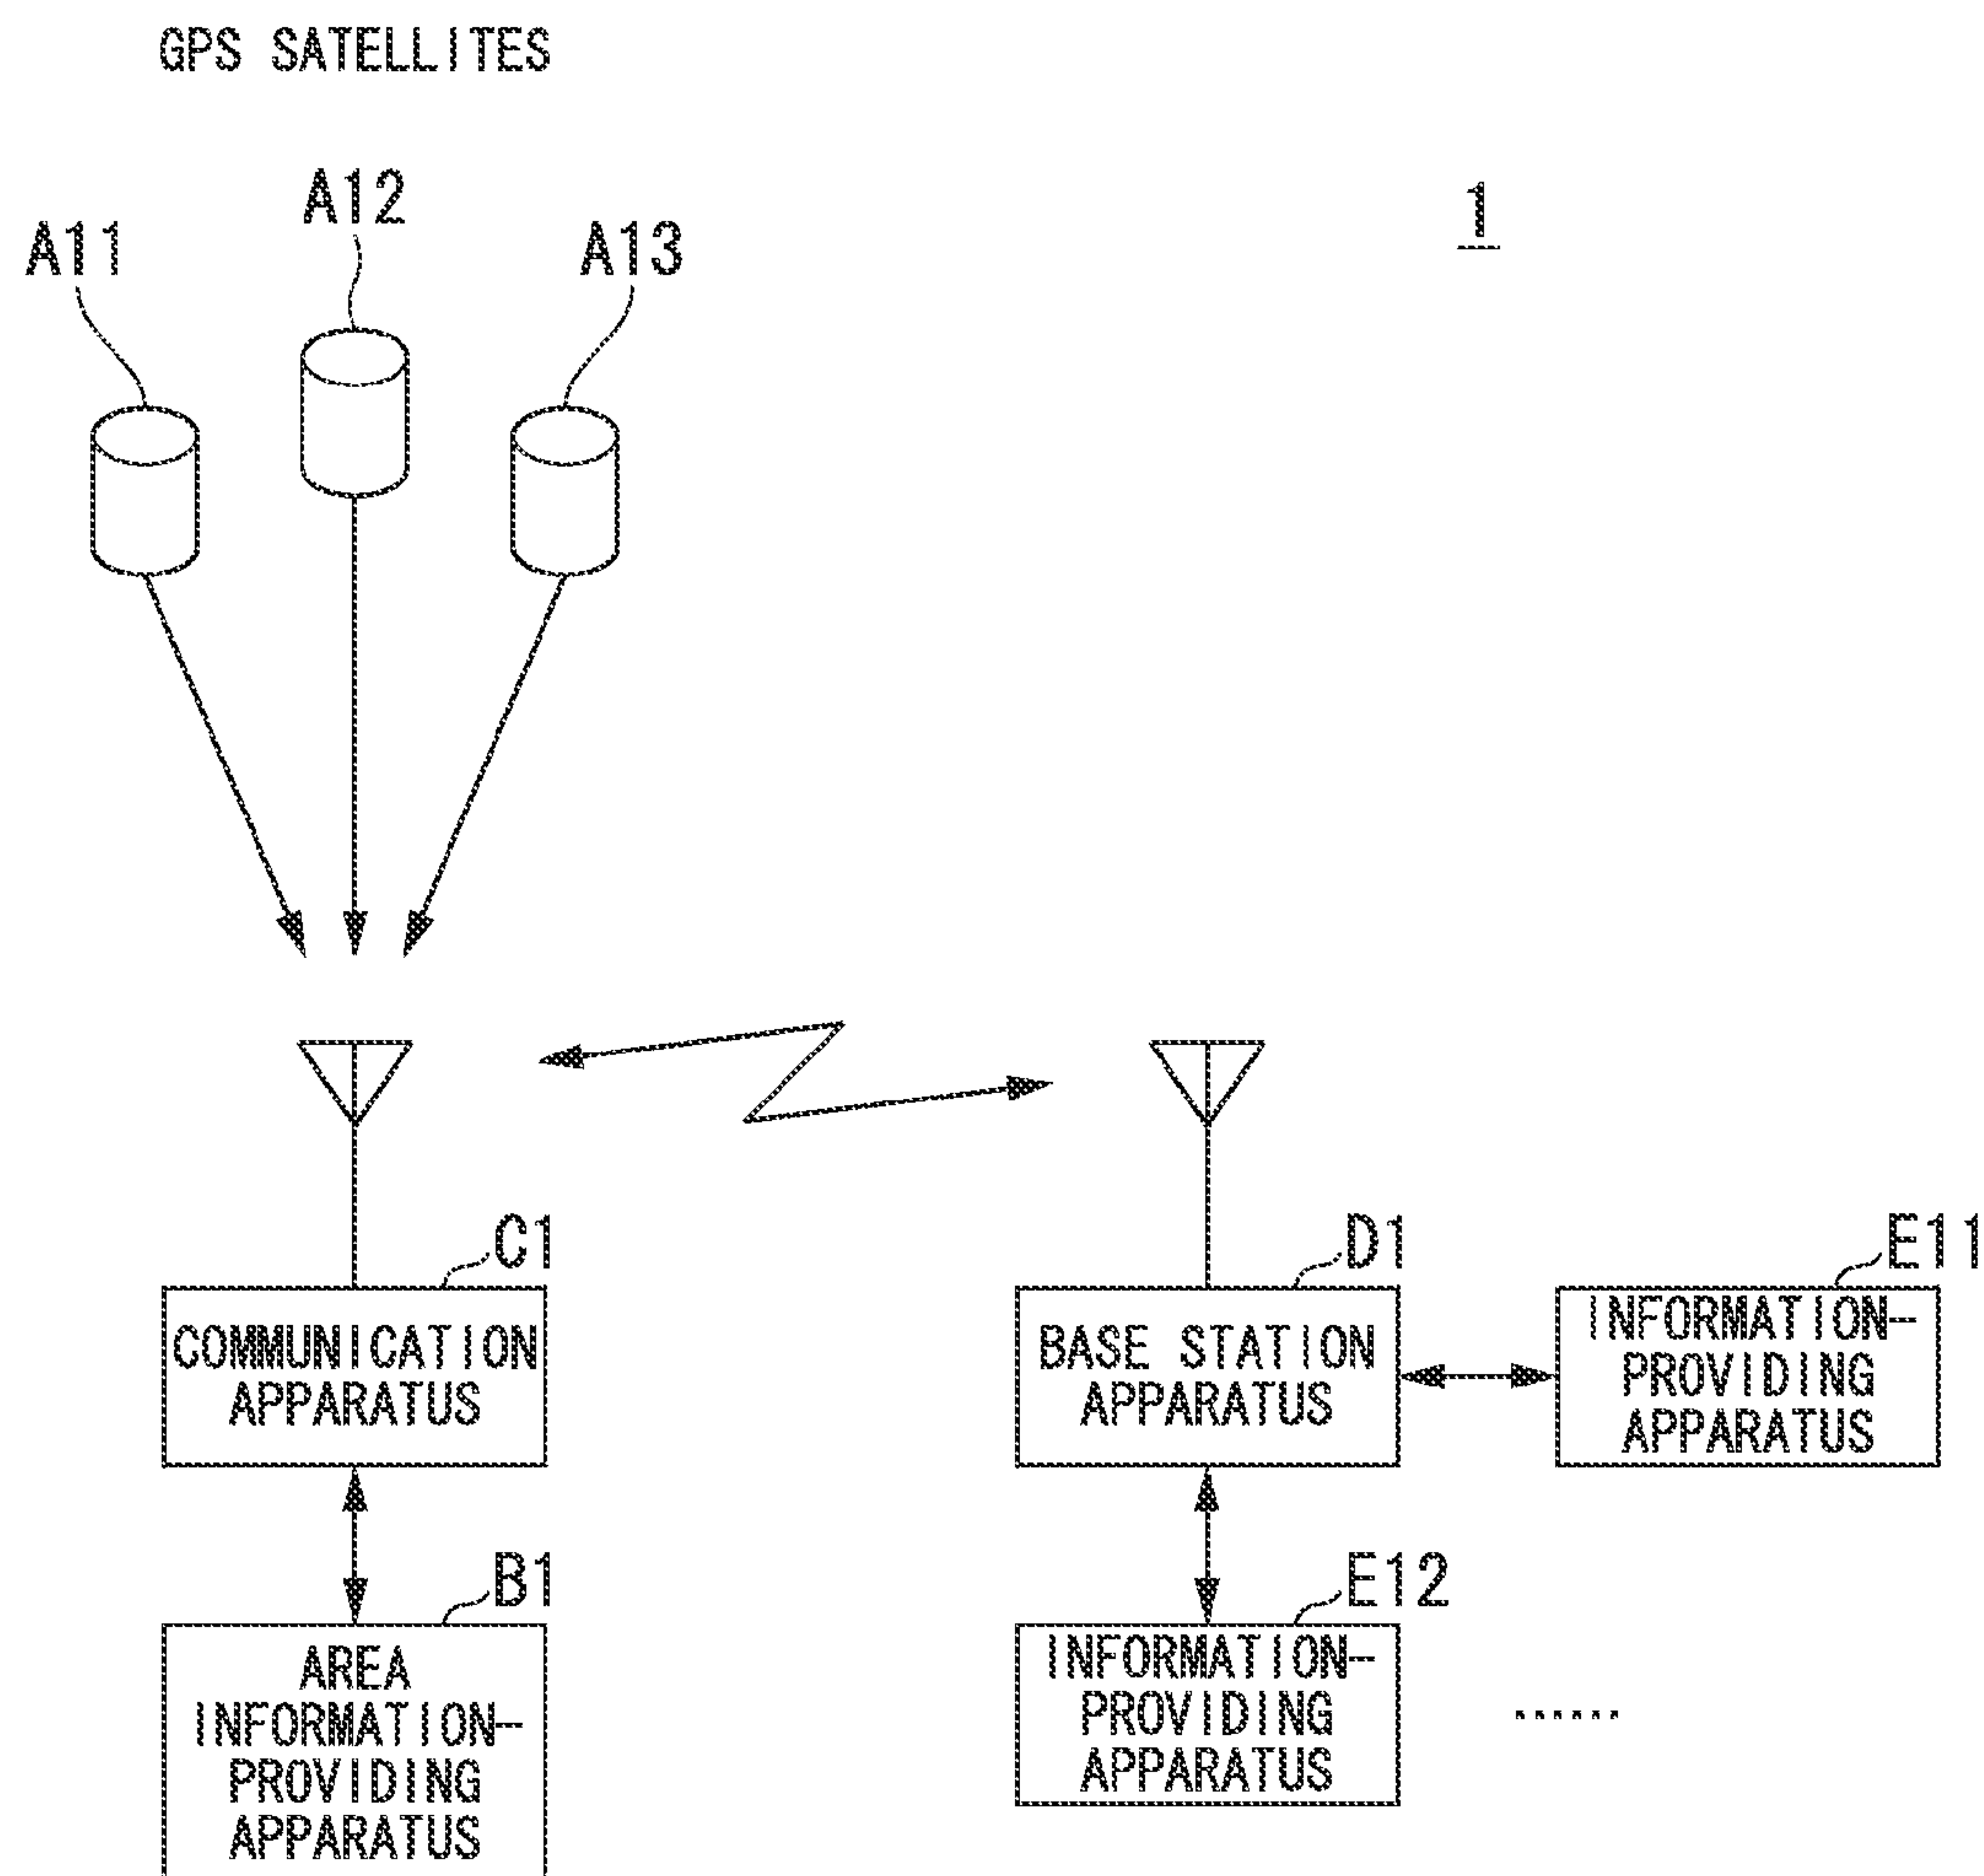 GPS SATELLITES
A12
1
A11
A13
C1
D1
E11
COMMUNICATION
APPARATUS
BASE STATION
APPARATUS
INFORMATION-
PROVIDING
APPARATUS
B1
E12
AREA
INFORMATION-
PROVIDING
APPARATUS
INFORMATION-
PROVIDING
APPARATUS
......